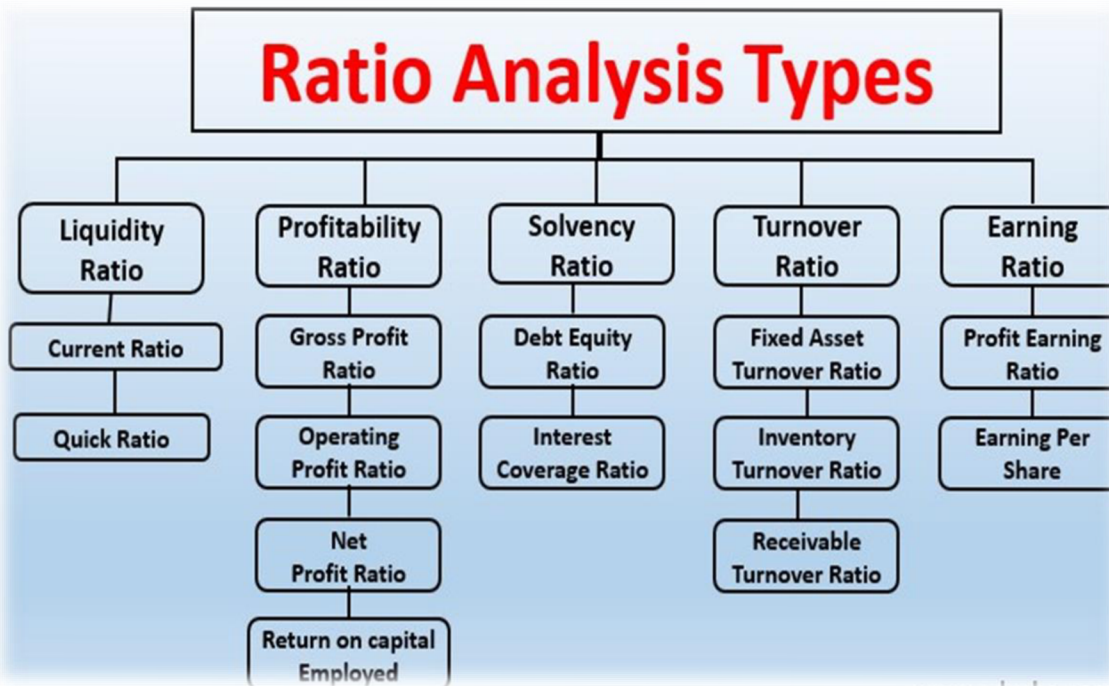 Ratio Analysis Types
Liquidity
Ratio
Current Ratio
Quick Ratio
Profitability
Ratio
Gross Profit
Ratio
Operating
Profit Ratio
Net
Profit Ratio
Return on capital
Employed
Solvency
Ratio
Debt Equity
Ratio
Interest
Coverage Ratio
Turnover
Ratio
Fixed Asset
Turnover Ratio
Inventory
Turnover Ratio
Receivable
Turnover Ratio
Earning
Ratio
Profit Earning
Ratio
Earning Per
Share